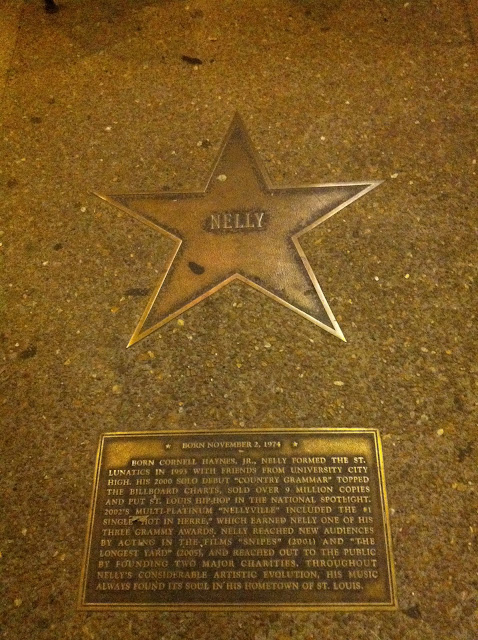 NELLY
★ BORN NOVEMBER 2, 1974 ★
BORN CORNELL HAYNES, JR., NELLY FORMED THE ST.
LUNATICS IN 1993 WITH FRIENDS FROM UNIVERSITY CITY
HIGH. HIS 2000 SOLO DEBUT "COUNTRY GRAMMAR" TOPPED
THE BILLBOARD CHARTS, SOLD OVER 9 MILLION COPIES
AND PUT ST. LOUIS HIP-HOP IN THE NATIONAL SPOTLIGHT.
2002'S MULTI-PLATINUM "NELLYVILLE" INCLUDED THE #1
SINGLE "HOT IN HERRE," WHICH EARNED NELLY ONE OF HIS
THREE GRAMMY AWARDS. NELLY REACHED NEW AUDIENCES
BY ACTING IN THE FILMS "SNIPES" (2001) AND "THE
LONGEST YARD" (2005), AND REACHED OUT TO THE PUBLIC
BY FOUNDING TWO MAJOR CHARITIES. THROUGHOUT
NELLY'S CONSIDERABLE ARTISTIC EVOLUTION, HIS MUSIC
ALWAYS FOUND ITS SOUL IN HIS HOMETOWN OF ST. LOUIS.